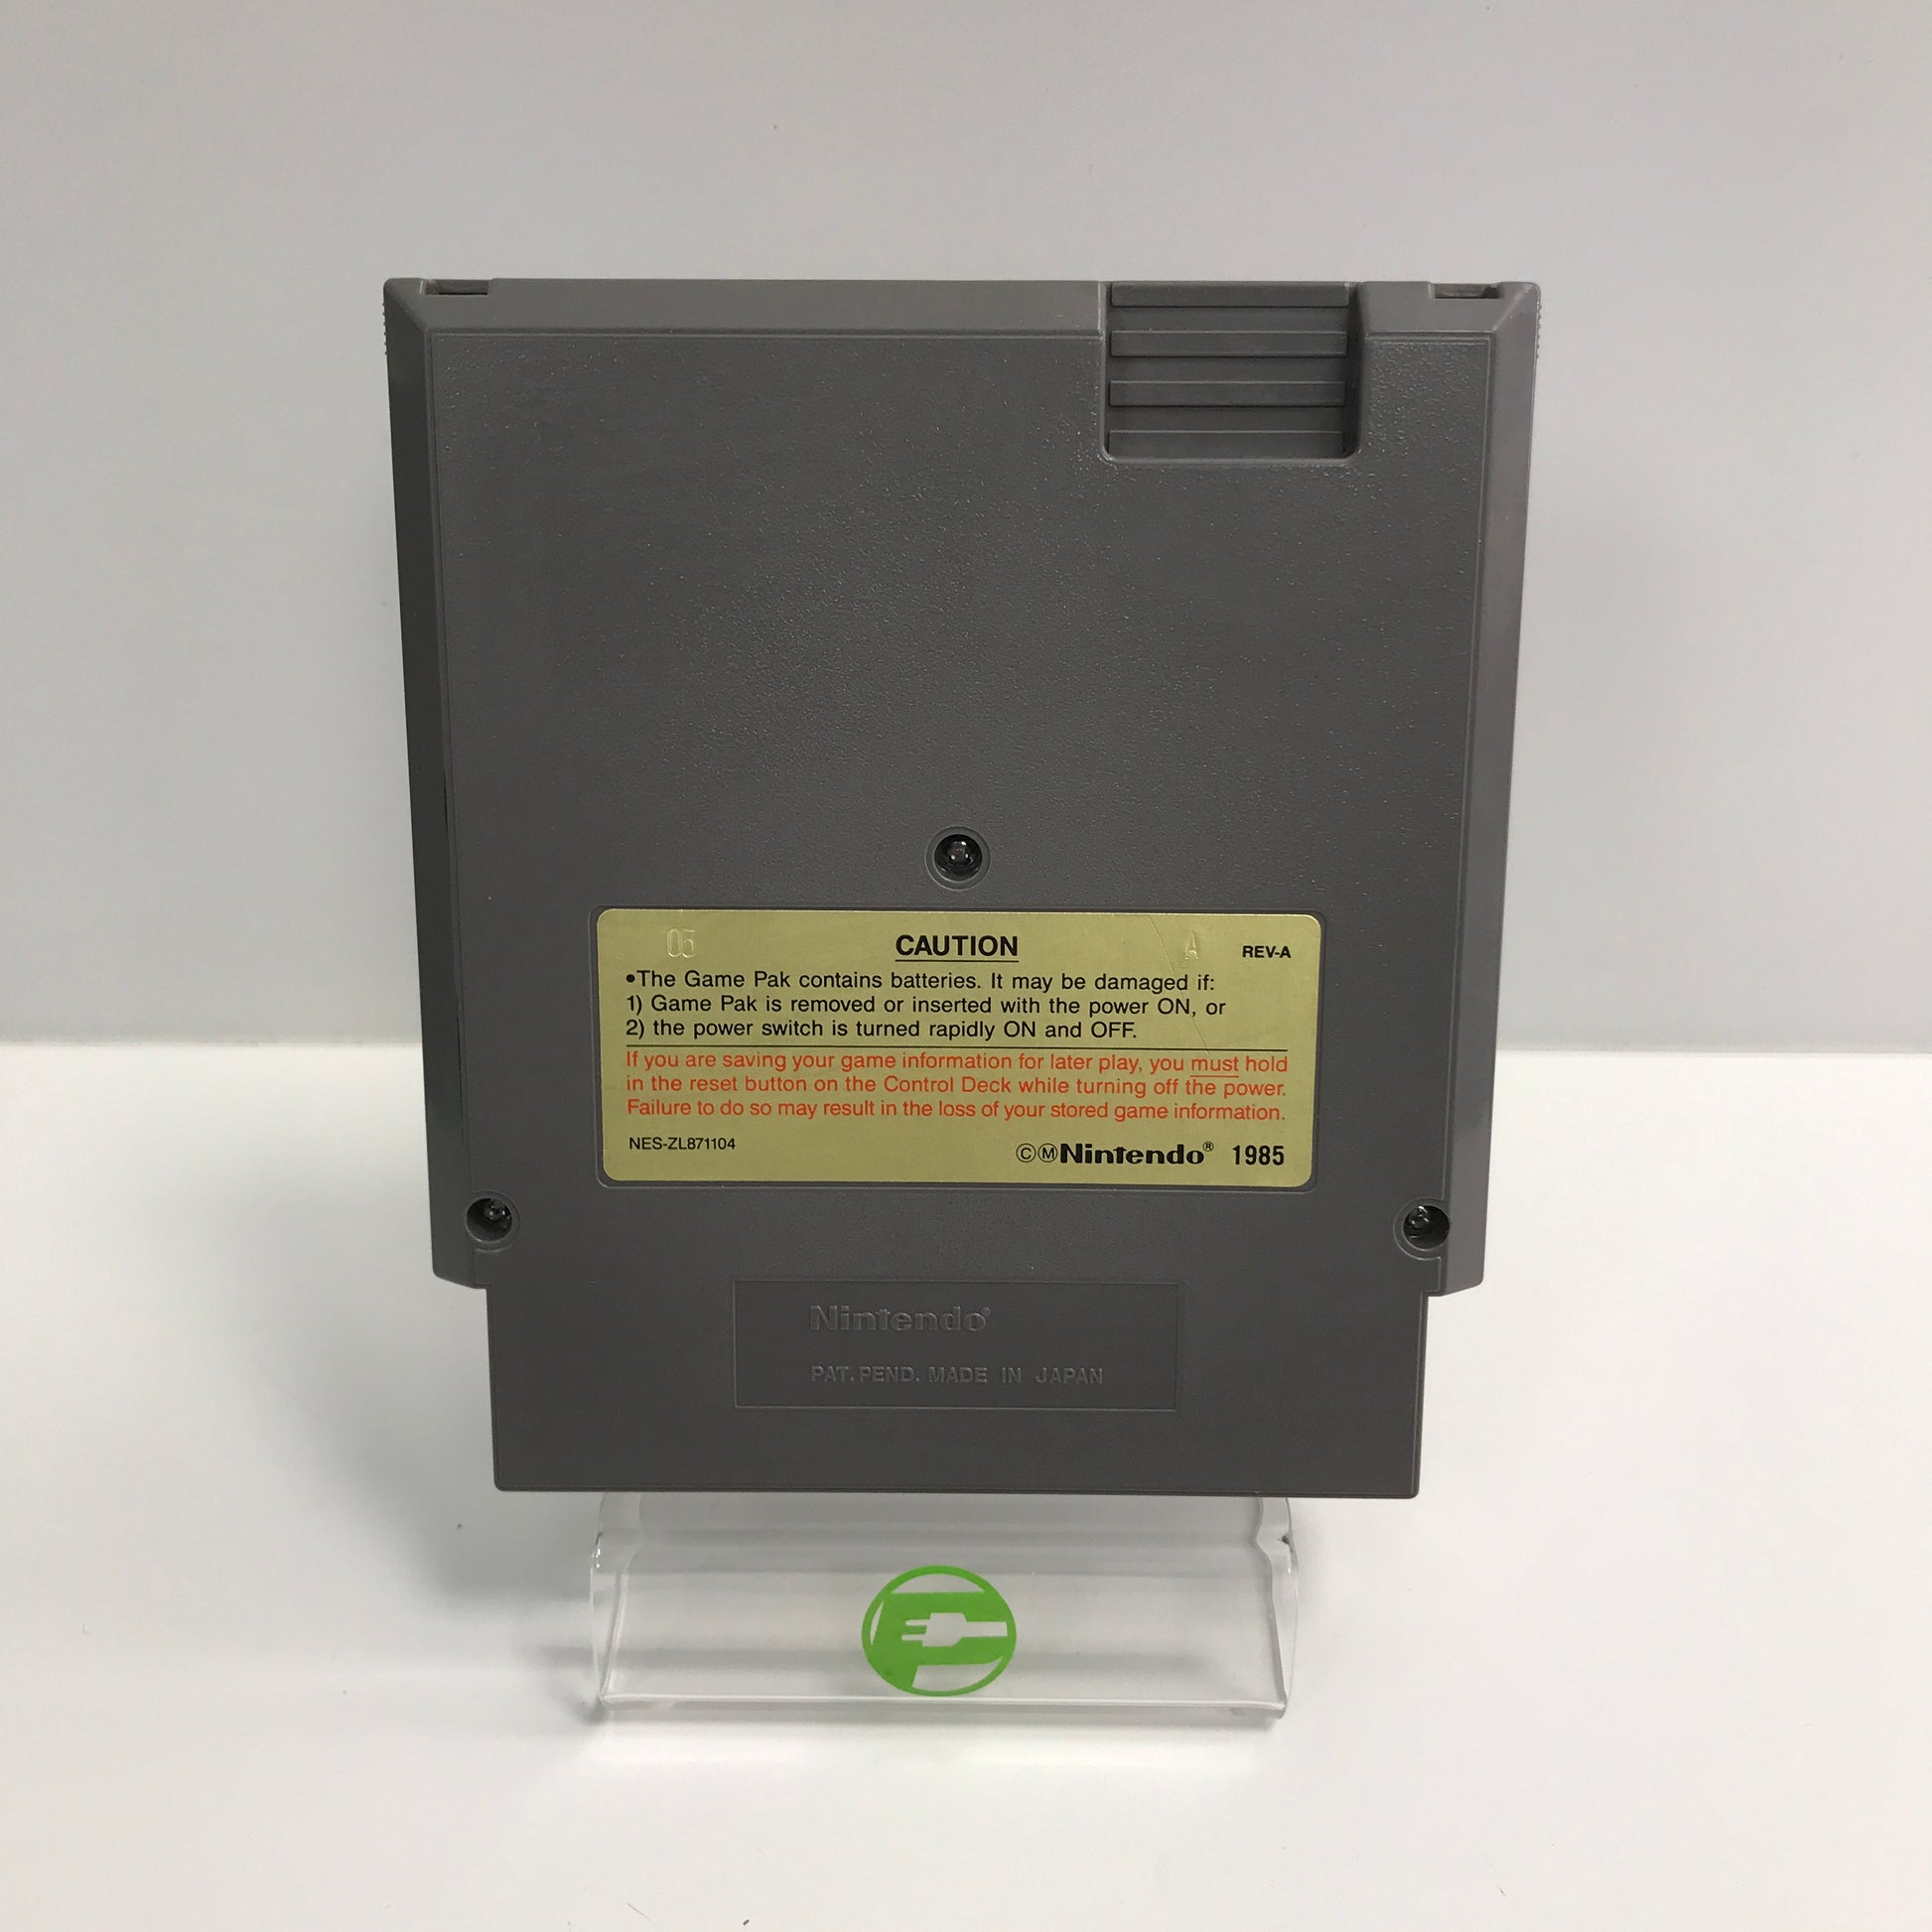 05 CAUTION A REV-A
•The Game Pak contains batteries. It may be damaged if:
1) Game Pak is removed or inserted with the power ON, or
2) the power switch is turned rapidly ON and OFF.
If you are saving your game information for later play, you must hold
in the reset button on the Control Deck while turning off the power.
Failure to do so may result in the loss of your stored game information.
NES-ZL871104 ©ⓂNintendo® 1985
Nintendo®
PAT. PEND. MADE IN JAPAN